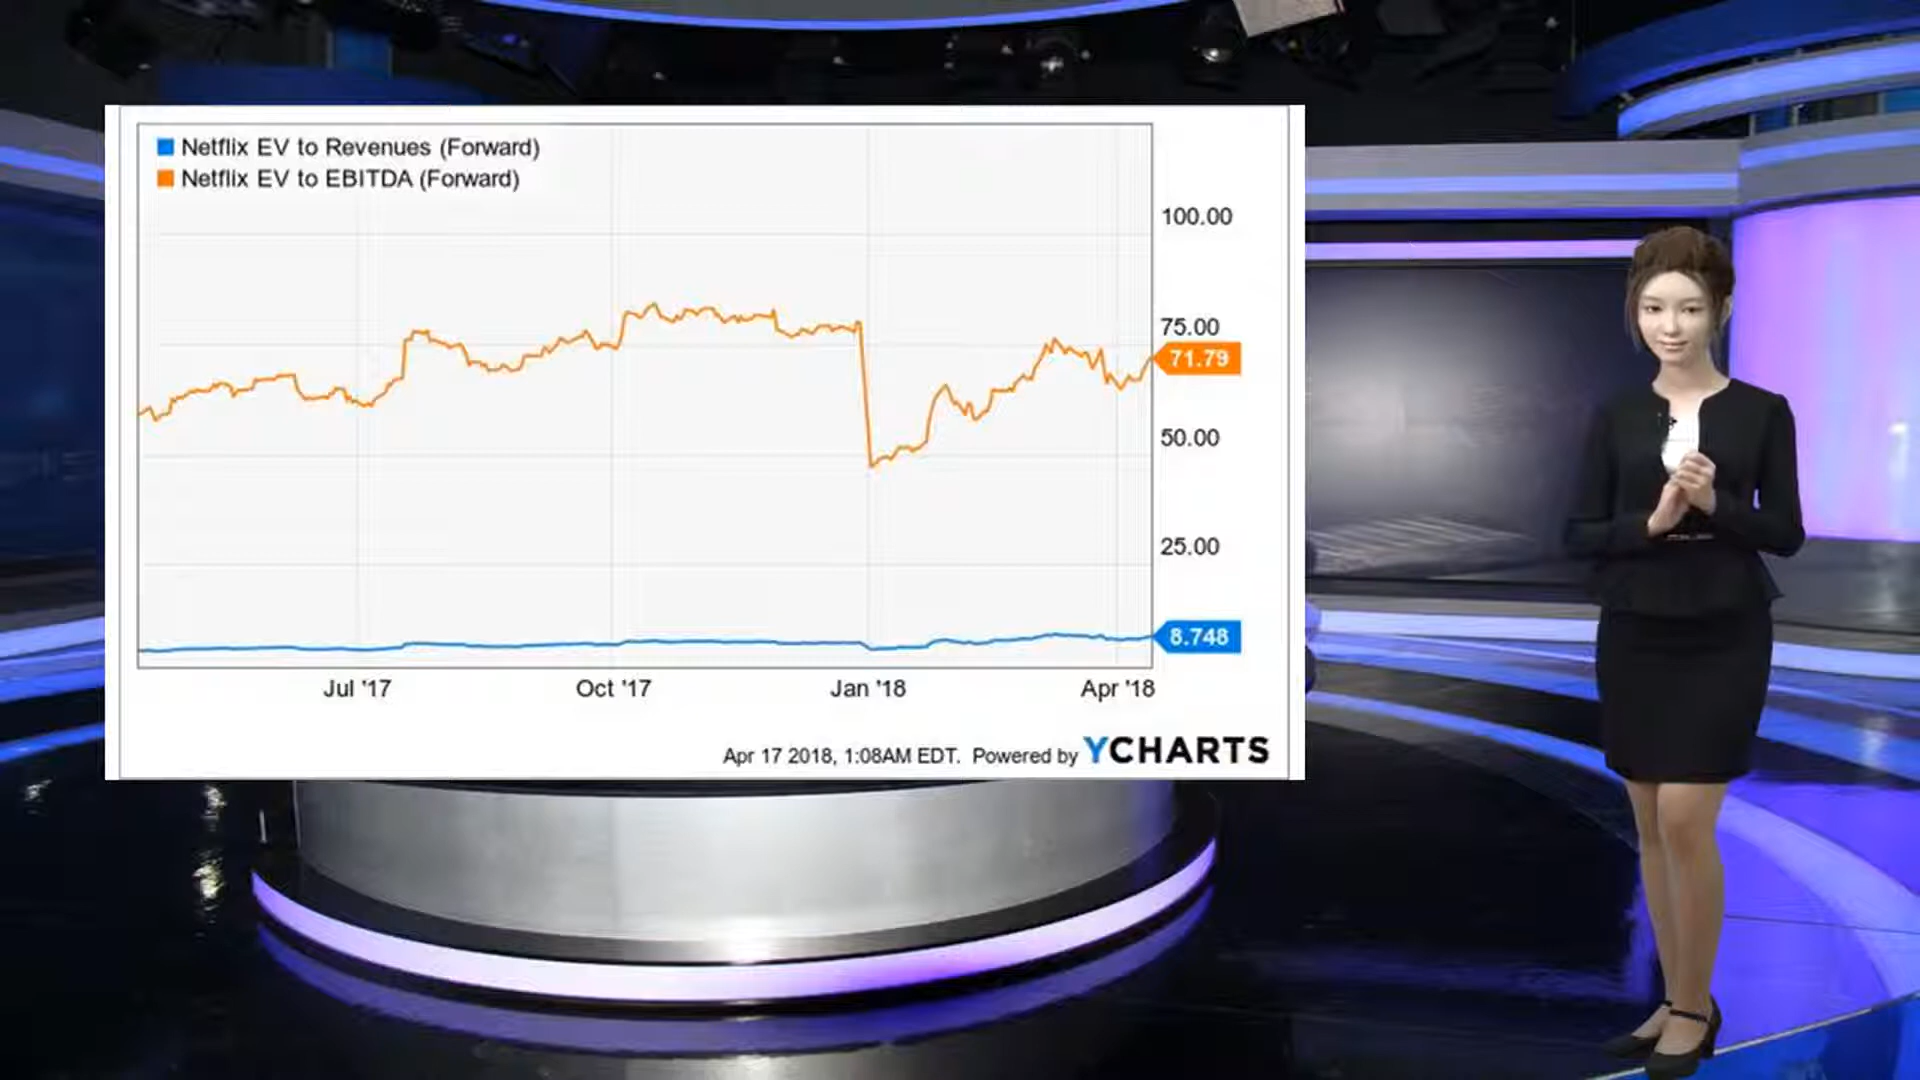 Netflix EV to Revenues (Forward)
Netflix EV to EBITDA (Forward)
100.00
75.00
71.79
50.00
25.00
8.748
Jul '17 Oct '17 Jan '18 Apr '18
Apr 17 2018, 1:08AM EDT. Powered by YCHARTS